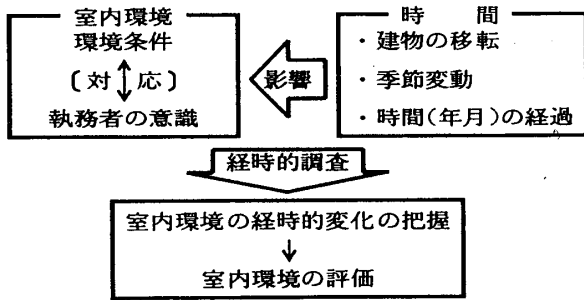 室内環境
環境条件
〔対↕応〕
執務者の意識
影響
時　間
・建物の移転
・季節変動
・時間(年月)の経過
経時的調査
室内環境の経時的変化の把握
↓
室内環境の評価